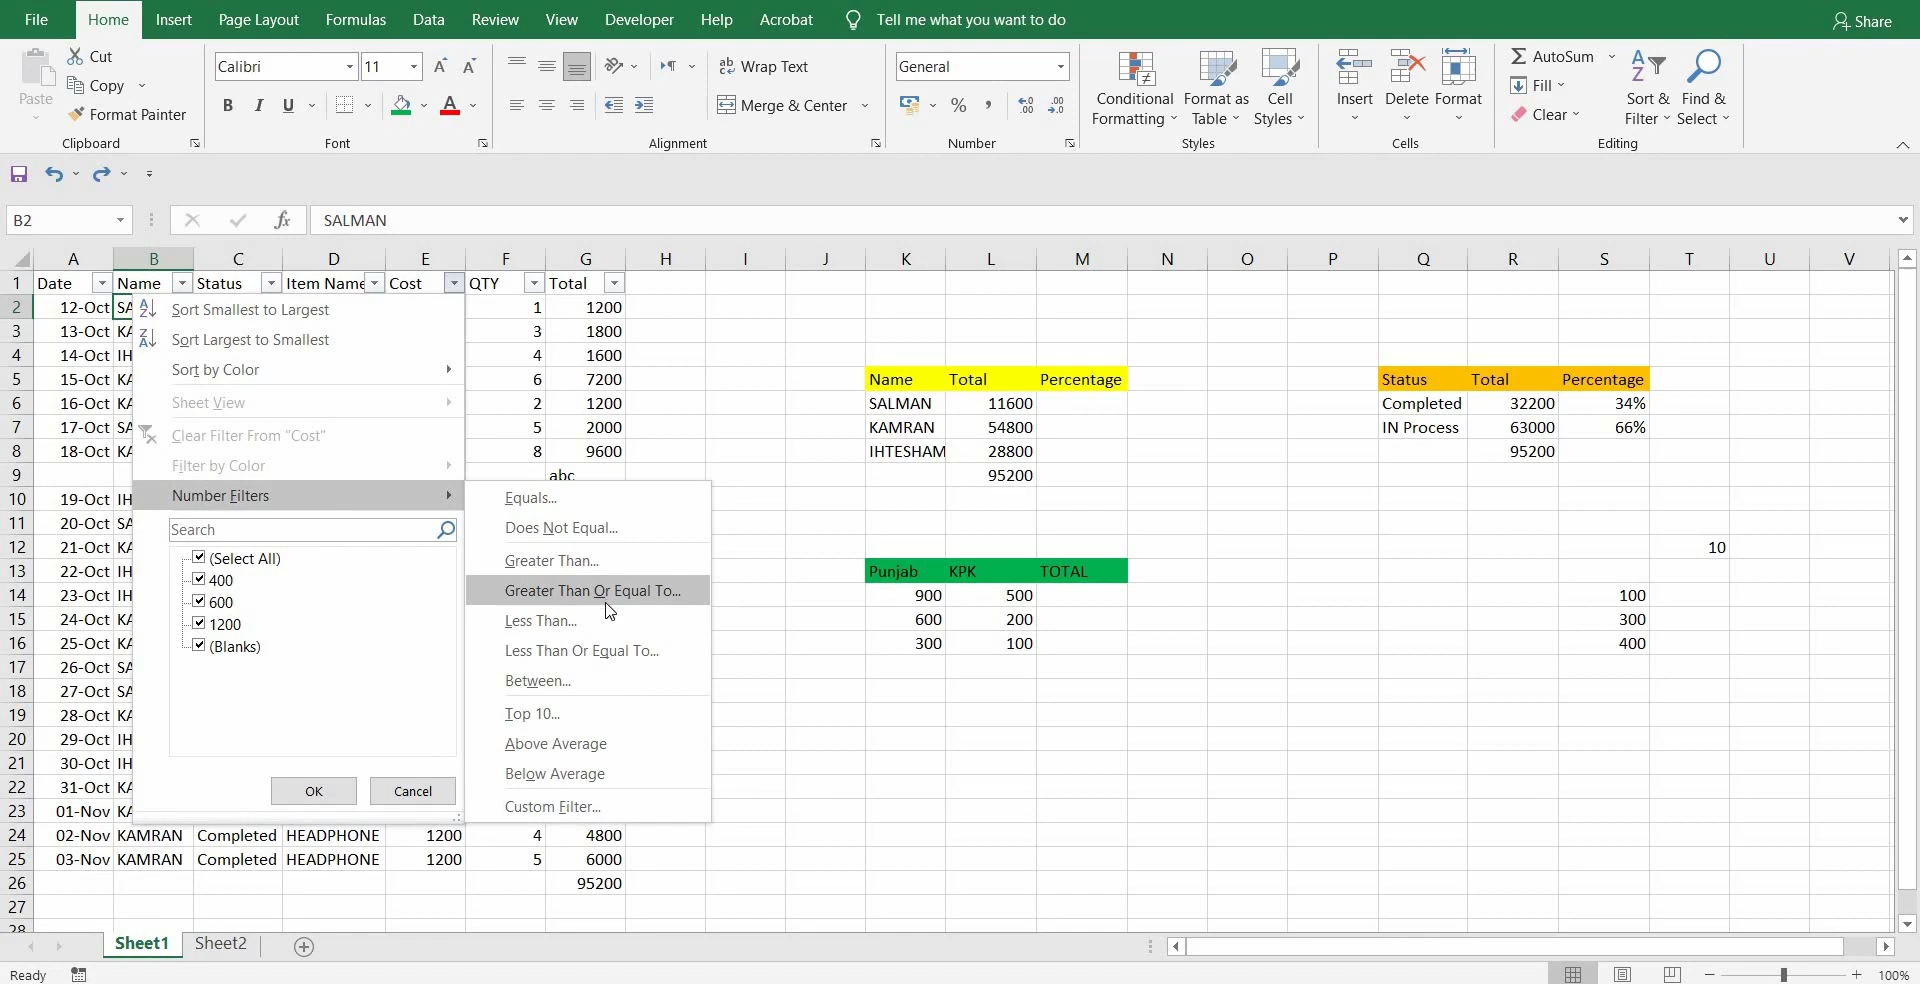 File Home Insert Page Layout Formulas Data Review View Developer Help Acrobat Tell me what you want to do Share
Paste
Cut
Copy
Format Painter
Clipboard
Calibri 11
B I U A
Font
Wrap Text
Merge & Center
Alignment
General
%
Number
Conditional Formatting
Format as Table
Cell Styles
Styles
Insert Delete Format
Cells
AutoSum
Fill
Clear
Sort & Filter
Find & Select
Editing
B2 fx SALMAN
A B C D E F G H I J K L M N O P Q R S T U V
1 Date Name Status Item Name Cost QTY Total
2 12-Oct SA 1 1200
3 13-Oct KA 3 1800
4 14-Oct IH 4 1600
5 15-Oct KA 6 7200 Name Total Percentage Status Total Percentage
6 16-Oct KA 2 1200 SALMAN 11600 Completed 32200 34%
7 17-Oct SA 5 2000 KAMRAN 54800 IN Process 63000 66%
8 18-Oct KA 8 9600 IHTESHAM 28800 95200
9 abc 95200
10 19-Oct IH
11 20-Oct SA
12 21-Oct KA 10
13 22-Oct IH Punjab KPK TOTAL
14 23-Oct IH 900 500 100
15 24-Oct KA 600 200 300
16 25-Oct KA 300 100 400
17 26-Oct SA
18 27-Oct SA
19 28-Oct KA
20 29-Oct IH
21 30-Oct IH
22 31-Oct KA
23 01-Nov KA
24 02-Nov KAMRAN Completed HEADPHONE 1200 4 4800
25 03-Nov KAMRAN Completed HEADPHONE 1200 5 6000
26 95200
27
28
Sort Smallest to Largest
Sort Largest to Smallest
Sort by Color
Sheet View
Clear Filter From "Cost"
Filter by Color
Number Filters
Search
(Select All)
400
600
1200
(Blanks)
OK Cancel
Equals...
Does Not Equal...
Greater Than...
Greater Than Or Equal To...
Less Than...
Less Than Or Equal To...
Between...
Top 10...
Above Average
Below Average
Custom Filter...
Sheet1 Sheet2
Ready 100%